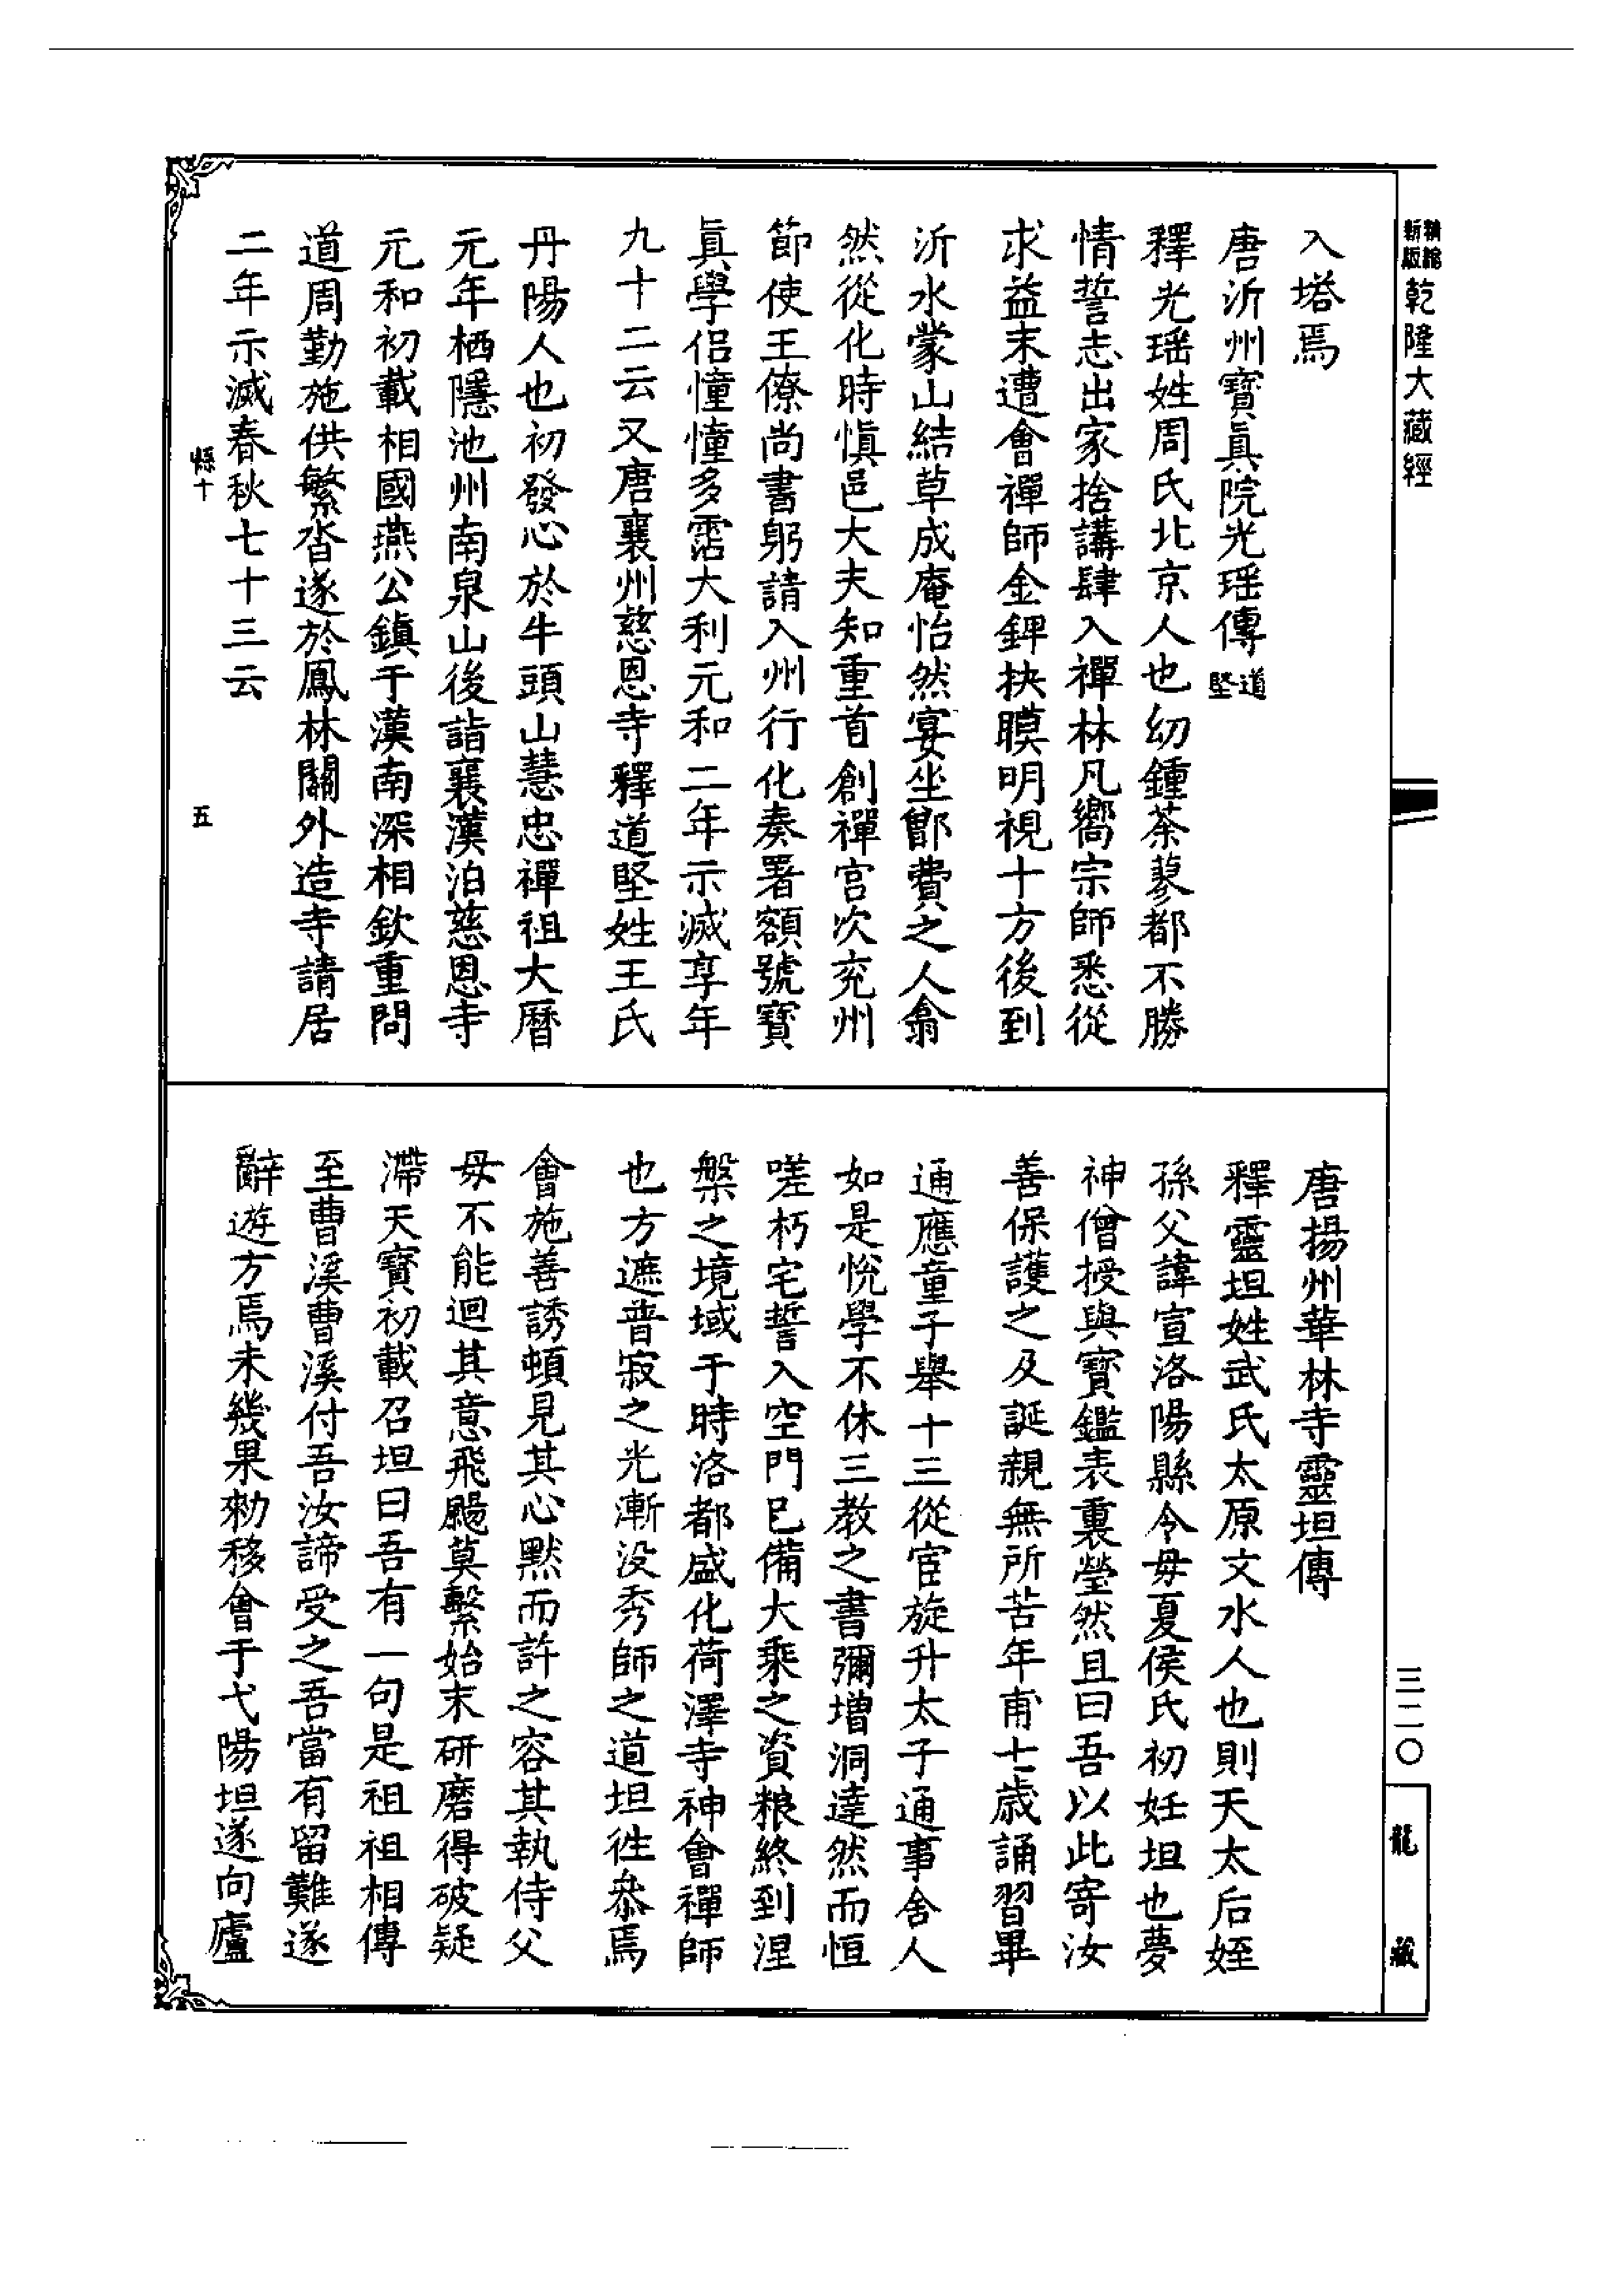 乾隆大藏經
入塔焉
唐沂州寶眞院光瑶傳道堅
釋光瑶姓周氏北京人也幼鍾荼蓼都不勝
情誓志出家捨講肆入禪林凡嚮宗師悉從
求益末遭會禪師金錍抉瞙明視十方後到
沂水蒙山結草成庵怡然宴坐鄫費之人翕
然從化時愼邑大夫知重首創禪宫次兖州
節使王僚尚書躬請入州行化奏署額號寶
眞學侣憧憧多霑大利元和二年示滅享年
九十二云又唐襄州慈恩寺釋道堅姓王氏
丹陽人也初發心於牛頭山慧忠禪祖大曆
元年栖隱池州南泉山後詣襄漢泊慈恩寺
元和初載相國燕公鎮于漢南深相欽重問
道周勤施供繁沓遂於鳳林關外造寺請居
二年示滅春秋七十三云
五
唐揚州華林寺靈坦傳
釋靈坦姓武氏太原文水人也則天太后姪
孫父諱宣洛陽縣令毋夏侯氏初妊坦也夢
神僧授與寶鑑表裏瑩然且曰吾以此寄汝
善保護之及誕親無所苦年甫七歲誦習畢
通應童子舉十三從宦旋升太子通事舍人
如是悅學不休三教之書彌增洞達然而恒
嗟朽宅誓入空門已備大乘之資粮終到涅
槃之境域于時洛都盛化荷澤寺神會禪師
也方遮普寂之光漸没秀師之道坦徃叅焉
會施善誘頓見其心黙而許之容其執侍父
毋不能迴其意飛颺莫繫始末研磨得破疑
滯天寶初載召坦曰吾有一句是祖祖相傳
至曹溪曹溪付吾汝諦受之吾當有留難遂
辭遊方焉未幾果勑移會于弋陽坦遂向廬
三二〇
龍藏